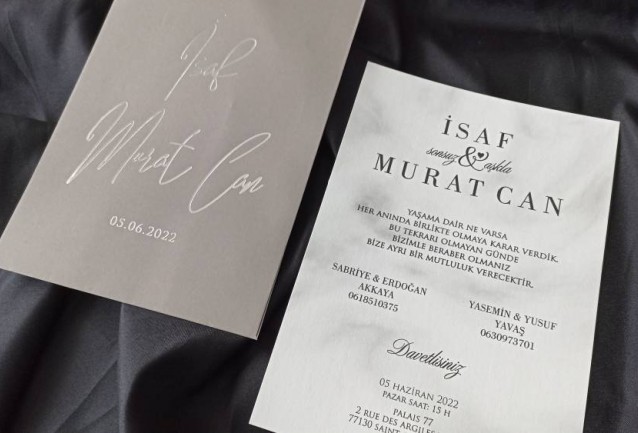 İsaf
Murat Can
05.06.2022
İSAF
sonsuz & aşkla
MURAT CAN
YAŞAMA DAİR NE VARSA
HER ANINDA BİRLİKTE OLMAYA KARAR VERDİK.
BU TEKRARI OLMAYAN GÜNDE
BİZİMLE BERABER OLMANIZ
BİZE AYRI BİR MUTLULUK VERECEKTİR.
SABRİYE & ERDOĞAN
AKKAYA
0618510375
YASEMİN & YUSUF
YAVAŞ
0630973701
Davetlisiniz
05 HAZİRAN 2022
PAZAR SAAT: 15 H
PALAIS 77
2 RUE DES ARGILES
77130 SAINT